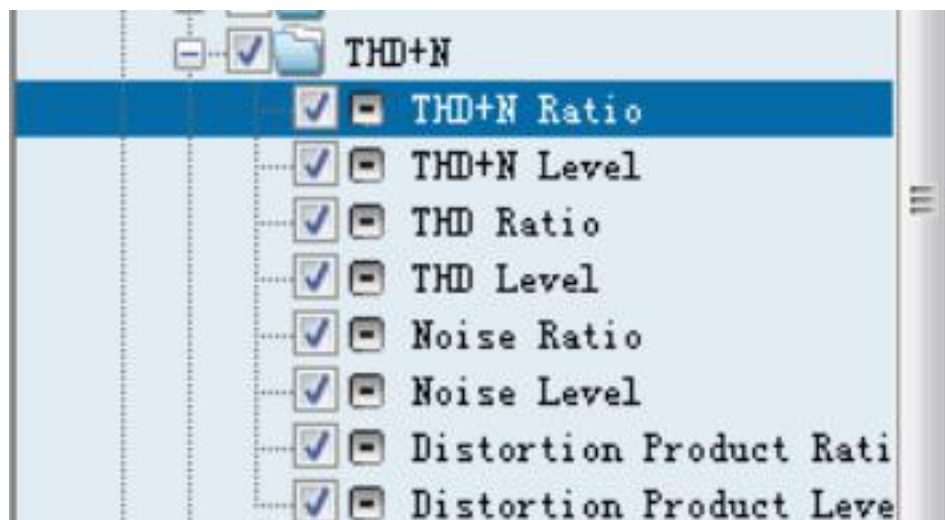 THD+N
THD+N Ratio
THD+N Level
THD Ratio
THD Level
Noise Ratio
Noise Level
Distortion Product Rati
Distortion Product Leve